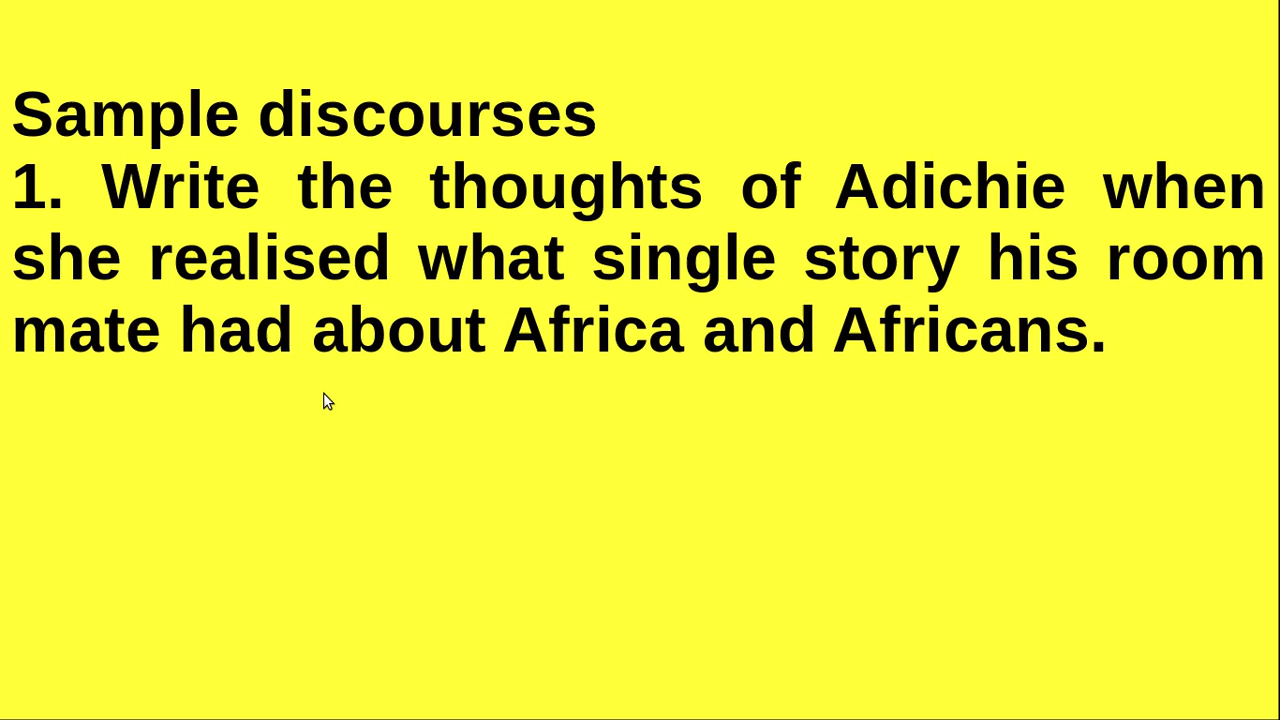 Sample discourses
1. Write the thoughts of Adichie when
she realised what single story his room
mate had about Africa and Africans.